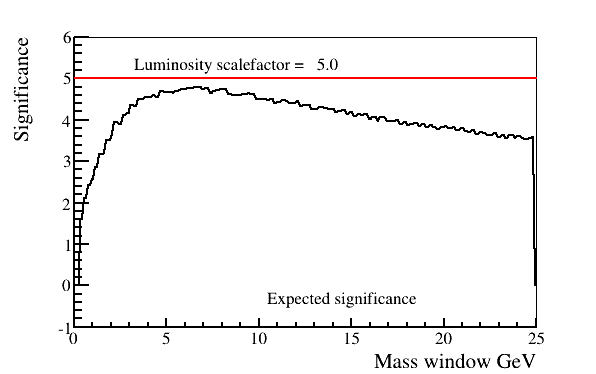 Significance
6
Luminosity scalefactor = 5.0
5
4
3
2
1
0
Expected significance
-1
0 5 10 15 20 25
Mass window GeV